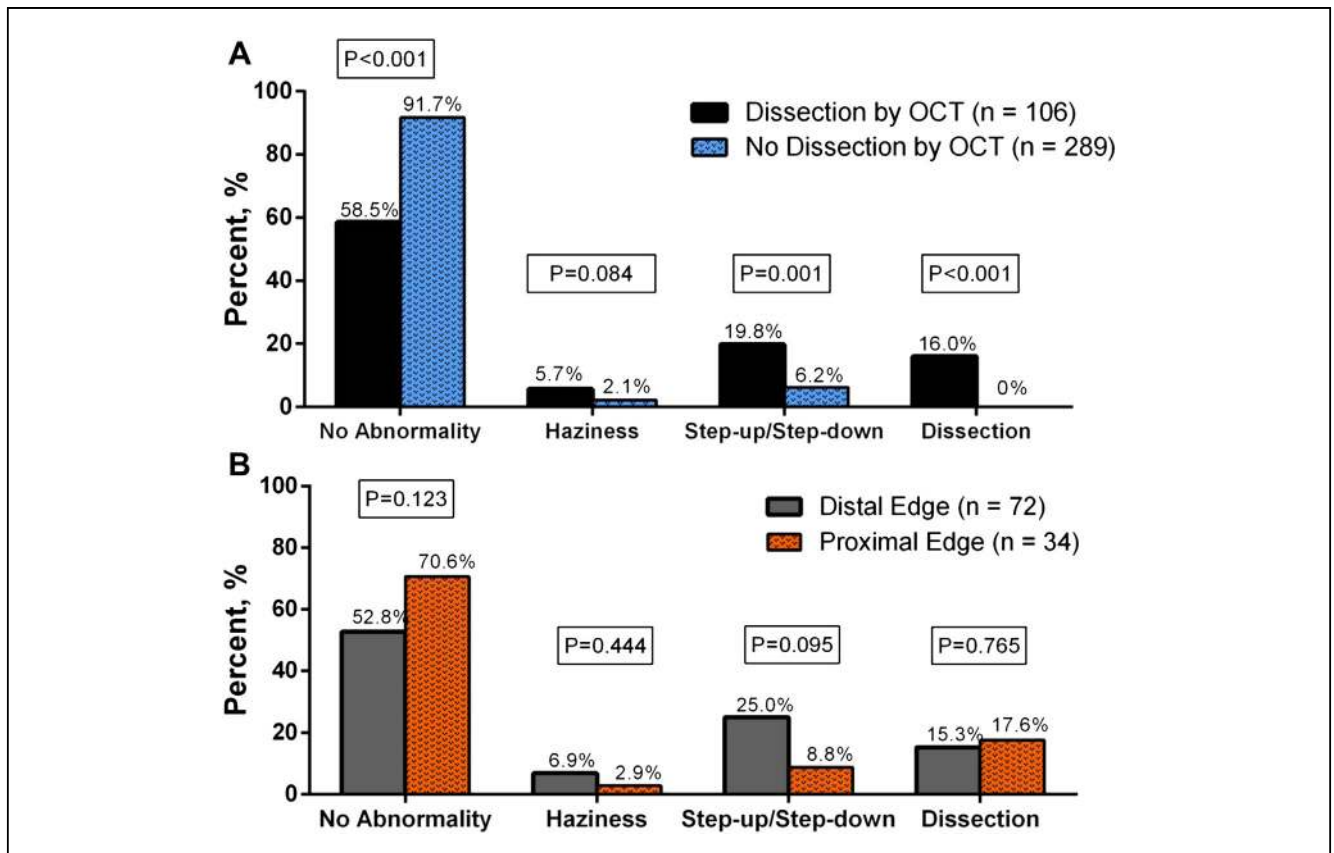 A
P<0.001
100
91.7%
Dissection by OCT (n = 106)
No Dissection by OCT (n = 289)
80
Percent, %
60
58.5%
P=0.084
P=0.001
P<0.001
40
20
19.8%
16.0%
5.7%
2.1%
6.2%
0%
0
No Abnormality
Haziness
Step-up/Step-down
Dissection
B
100
P=0.123
Distal Edge (n = 72)
Proximal Edge (n = 34)
80
70.6%
Percent, %
60
52.8%
P=0.444
P=0.095
P=0.765
40
25.0%
20
15.3%
17.6%
6.9%
2.9%
8.8%
0
No Abnormality
Haziness
Step-up/Step-down
Dissection